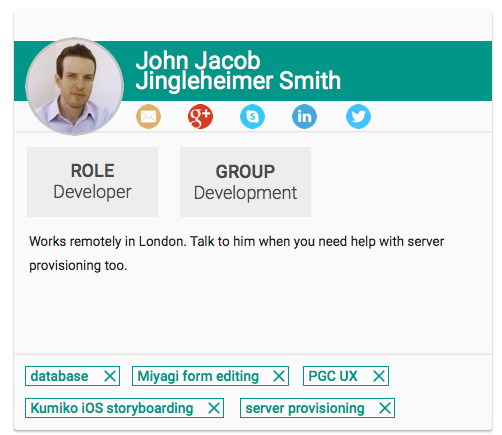 John Jacob
Jingleheimer Smith
g+
S
in
ROLE
Developer
GROUP
Development
Works remotely in London. Talk to him when you need help with server
provisioning too.
database
Miyagi form editing
PGC UX
Kumiko iOS storyboarding
server provisioning